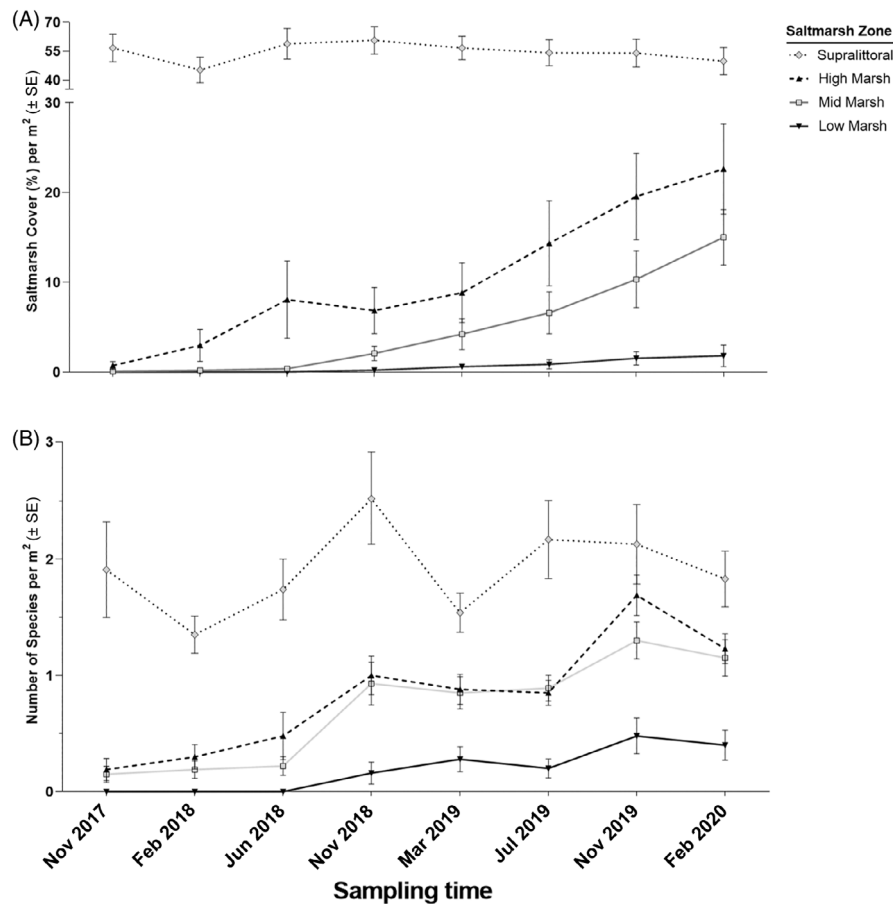 (A)
70
55
40
30
20
10
0
Saltmarsh Cover (%) per m² (± SE)
Saltmarsh Zone
Supralittoral
High Marsh
Mid Marsh
Low Marsh
(B)
3
2
1
0
Number of Species per m² (± SE)
Nov 2017
Feb 2018
Jun 2018
Nov 2018
Mar 2019
Jul 2019
Nov 2019
Feb 2020
Sampling time